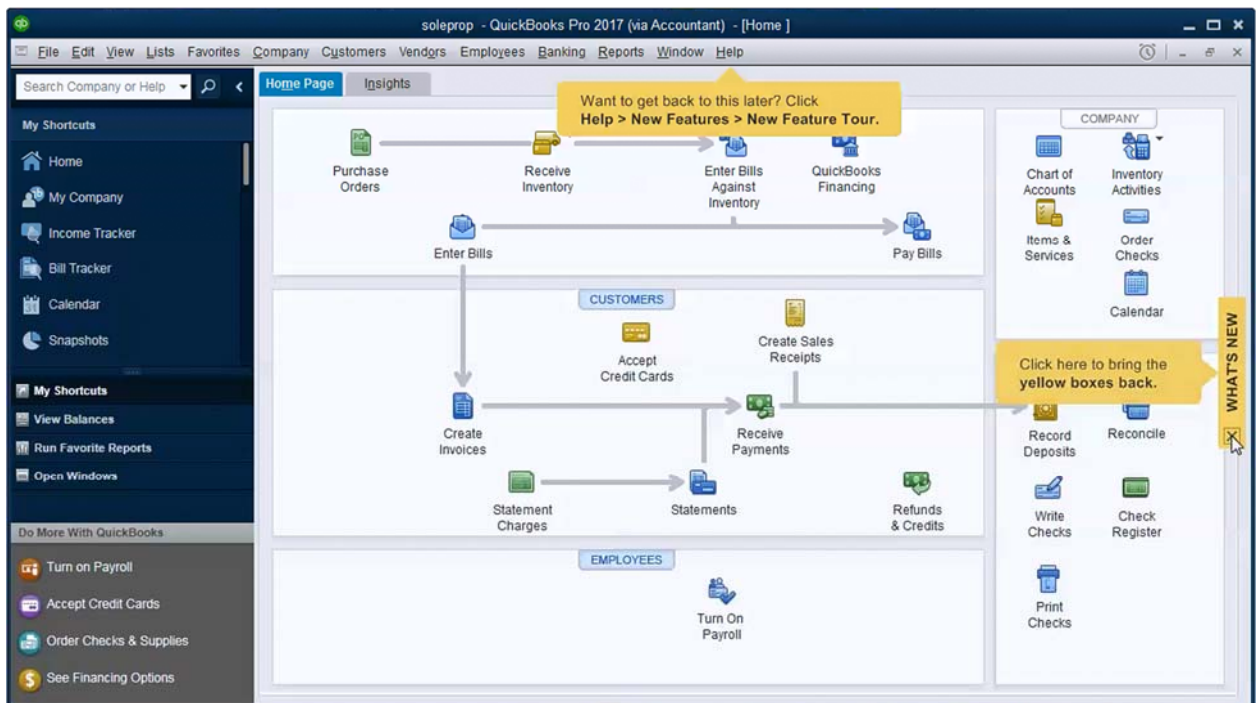 soleprop - QuickBooks Pro 2017 (via Accountant) - [Home ]
File Edit View Lists Favorites Company Customers Vendors Employees Banking Reports Window Help
Search Company or Help
Home Page Insights
Want to get back to this later? Click
Help > New Features > New Feature Tour.
My Shortcuts
Home
My Company
Income Tracker
Bill Tracker
Calendar
Snapshots
My Shortcuts
View Balances
Run Favorite Reports
Open Windows
Do More With QuickBooks
Turn on Payroll
Accept Credit Cards
Order Checks & Supplies
See Financing Options
Purchase
Orders
Receive
Inventory
Enter Bills
Against
Inventory
QuickBooks
Financing
Enter Bills
Pay Bills
CUSTOMERS
Accept
Credit Cards
Create Sales
Receipts
Create
Invoices
Receive
Payments
Statement
Charges
Statements
Refunds
& Credits
EMPLOYEES
Turn On
Payroll
COMPANY
Chart of
Accounts
Inventory
Activities
Items &
Services
Order
Checks
Calendar
Click here to bring the
yellow boxes back.
WHAT'S NEW
Record
Deposits
Reconcile
Write
Checks
Check
Register
Print
Checks